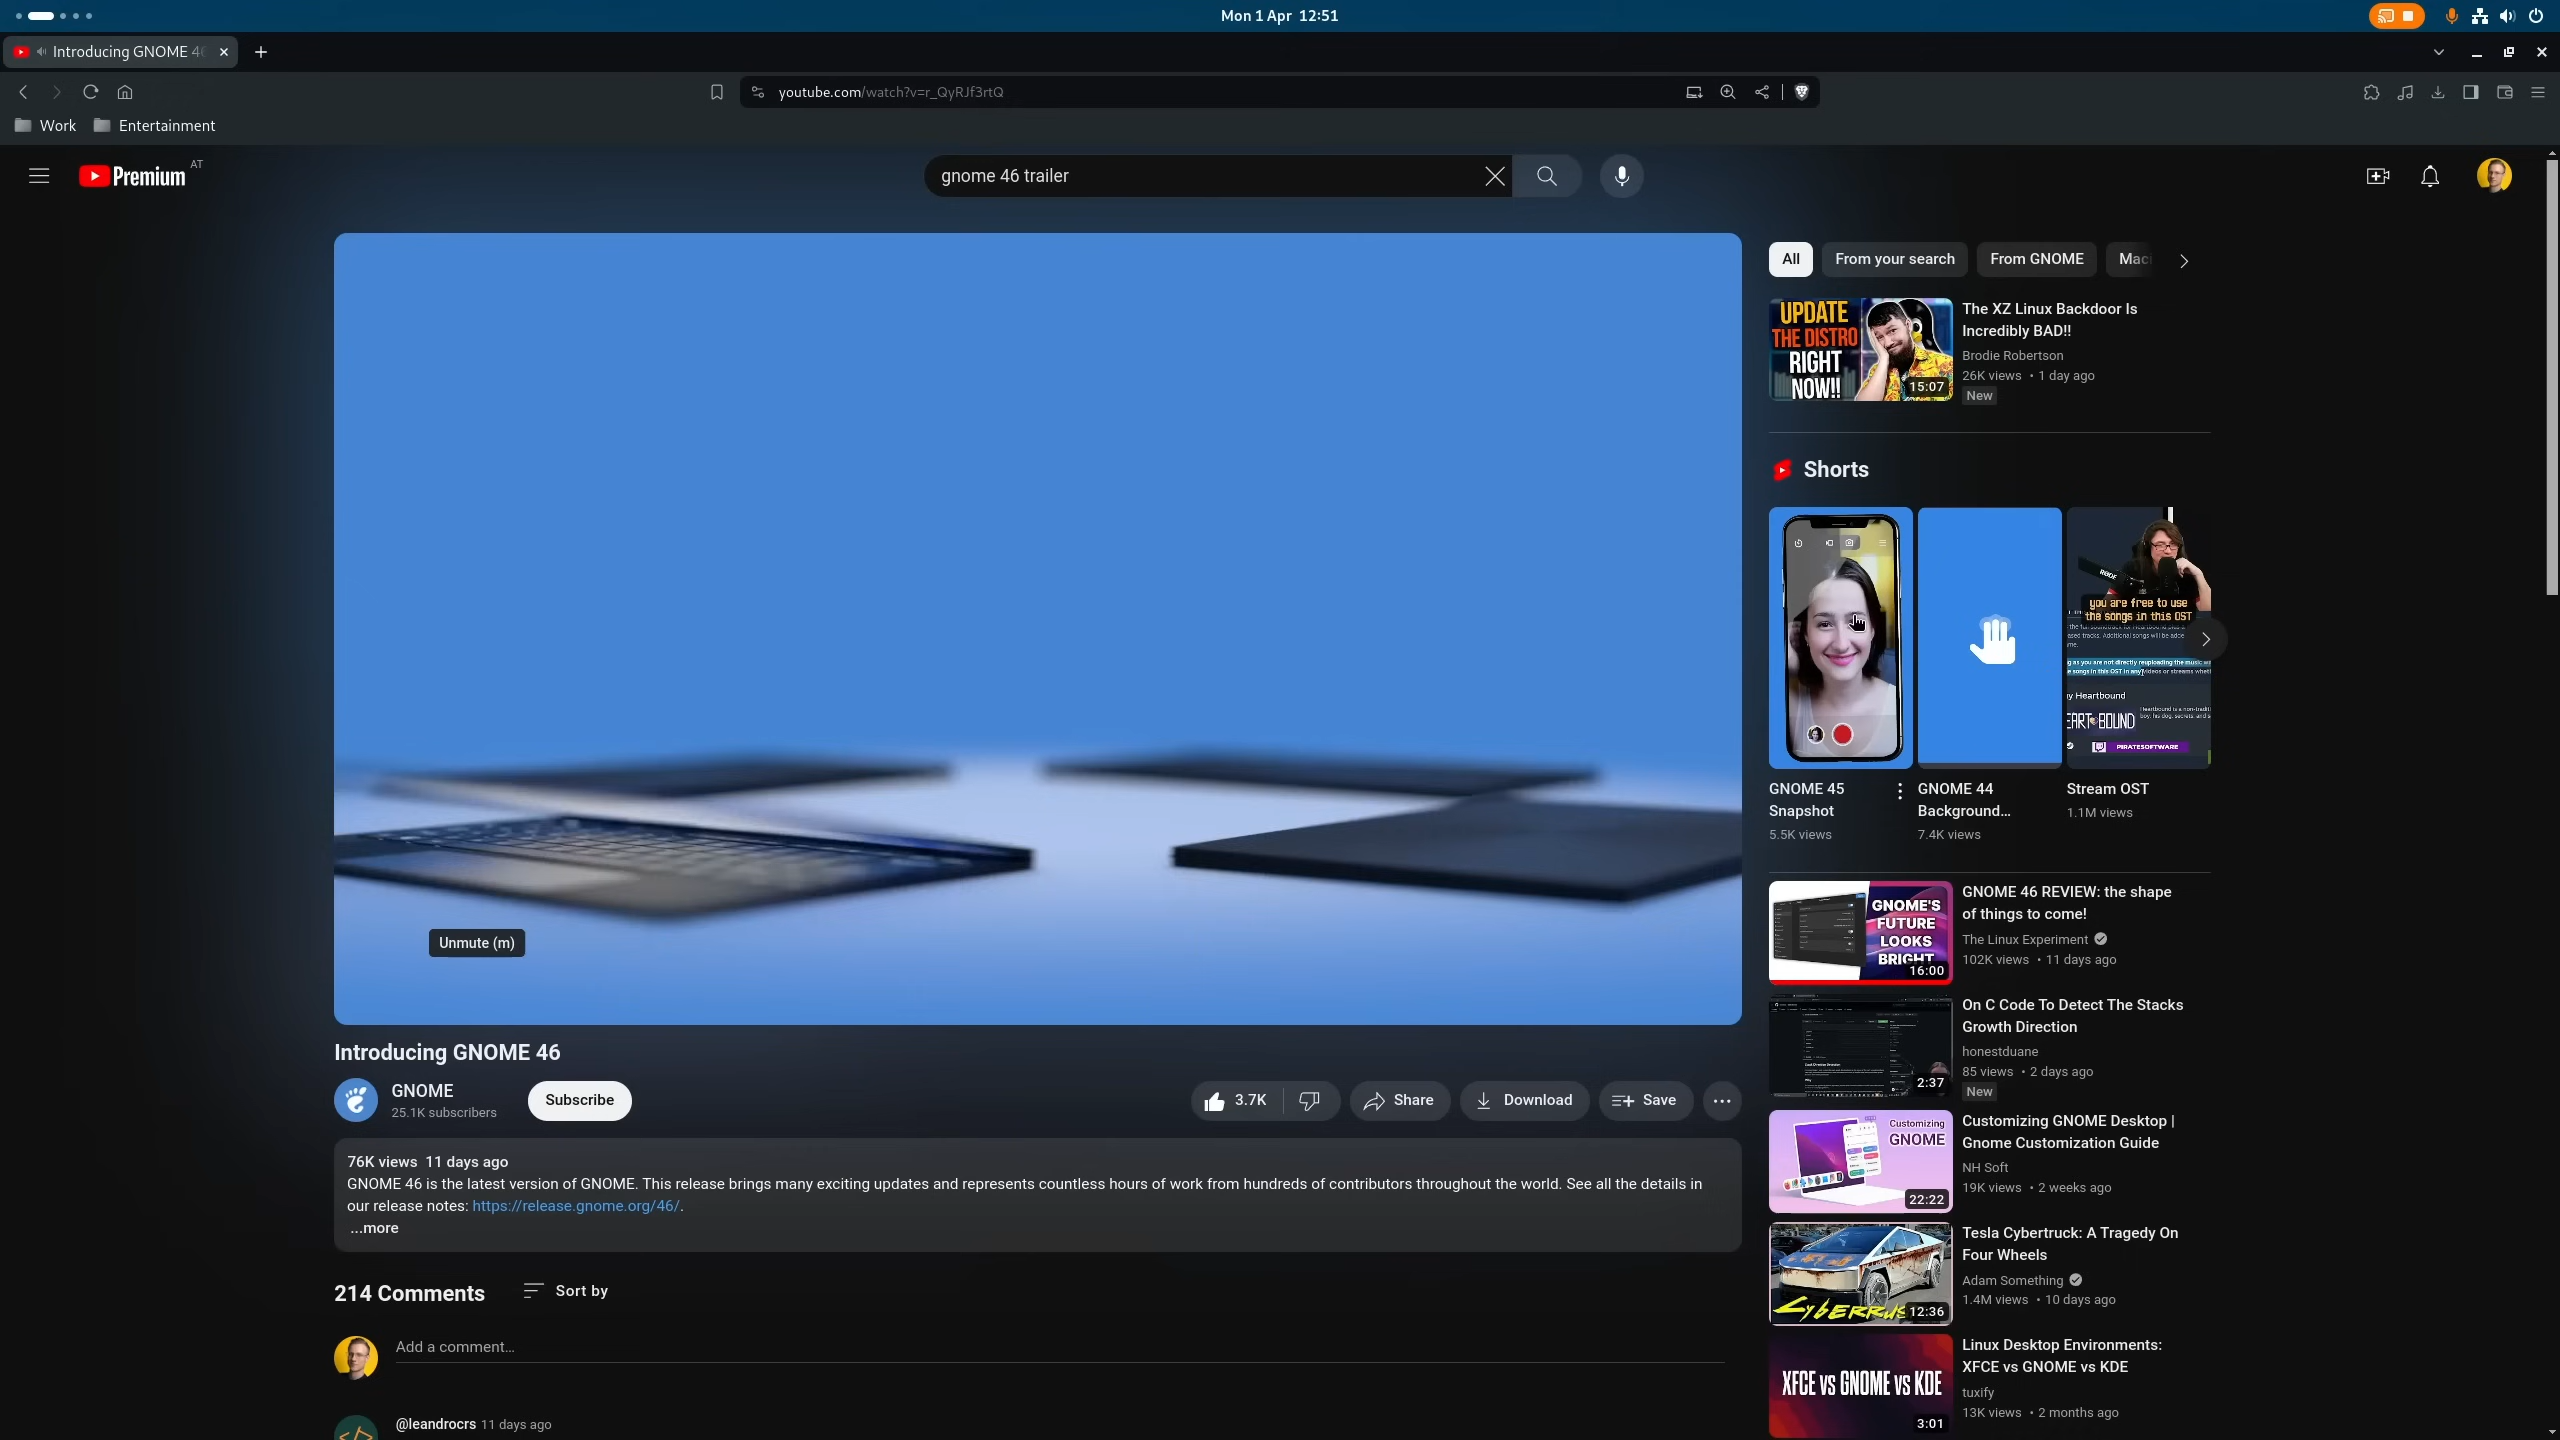 Mon 1 Apr 12:51
Introducing GNOME 46
youtube.com/watch?v=r_QyRJf3rtQ
Work
Entertainment
Premium
AT
gnome 46 trailer
All
From your search
From GNOME
UPDATE
THE DISTRO
RIGHT
NOW!!
15:07
The XZ Linux Backdoor Is
Incredibly BAD!!
Brodie Robertson
26K views • 1 day ago
New
Shorts
RØDE
you are free to use
the songs in this OST
PIRATESOFTWARE
GNOME 45
Snapshot
5.5K views
GNOME 44
Background...
7.4K views
Stream OST
1.1M views
Unmute (m)
Introducing GNOME 46
GNOME
25.1K subscribers
Subscribe
3.7K
Share
Download
Save
76K views 11 days ago
GNOME 46 is the latest version of GNOME. This release brings many exciting updates and represents countless hours of work from hundreds of contributors throughout the world. See all the details in
our release notes: https://release.gnome.org/46/.
...more
214 Comments
Sort by
Add a comment...
@leandrocrs 11 days ago
GNOME'S
FUTURE
LOOKS
BRIGHT
16:00
GNOME 46 REVIEW: the shape
of things to come!
The Linux Experiment
102K views • 11 days ago
2:37
On C Code To Detect The Stacks
Growth Direction
honestduane
85 views • 2 days ago
New
Customizing
GNOME
22:22
Customizing GNOME Desktop |
Gnome Customization Guide
NH Soft
19K views • 2 weeks ago
12:36
Tesla Cybertruck: A Tragedy On
Four Wheels
Adam Something
1.4M views • 10 days ago
XFCE VS GNOME VS KDE
3:01
Linux Desktop Environments:
XFCE vs GNOME vs KDE
tuxify
13K views • 2 months ago